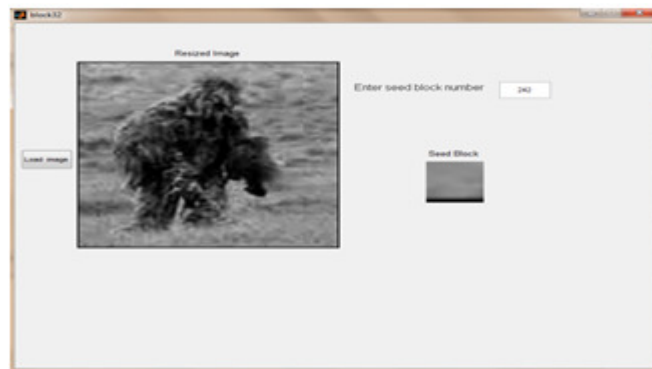 block32
Resized Image
Enter seed block number
242
Load image
Seed Block